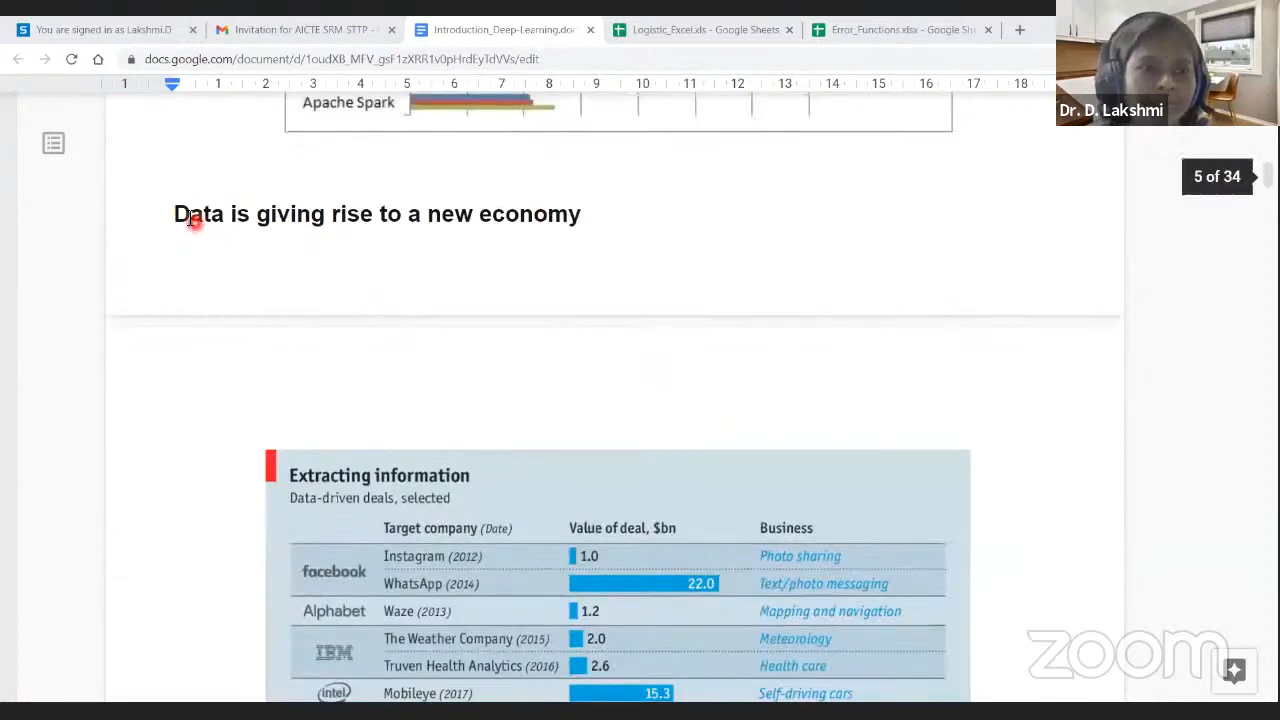 You are signed in as Lakshmi.D
Invitation for AICTE SRM STTP -
Introduction_Deep-Learning.doc
Logistic_Excel.xls - Google Sheets
Error_Functions.xlsx - Google She
docs.google.com/document/d/1oudXB_MFV_gsF1zXRR1v0pHrdEyTdVVs/edit
1 1 2 3 4 5 6 7 8 9 10 11 12 13 14 15 16 17 18
Dr. D. Lakshmi
Apache Spark
5 of 34
Data is giving rise to a new economy
Extracting information
Data-driven deals, selected
Target company (Date) Value of deal, $bn Business
facebook
Instagram (2012) 1.0 Photo sharing
WhatsApp (2014) 22.0 Text/photo messaging
Alphabet Waze (2013) 1.2 Mapping and navigation
IBM
The Weather Company (2015) 2.0 Meteorology
Truven Health Analytics (2016) 2.6 Health care
intel Mobileye (2017) 15.3 Self-driving cars
zoom